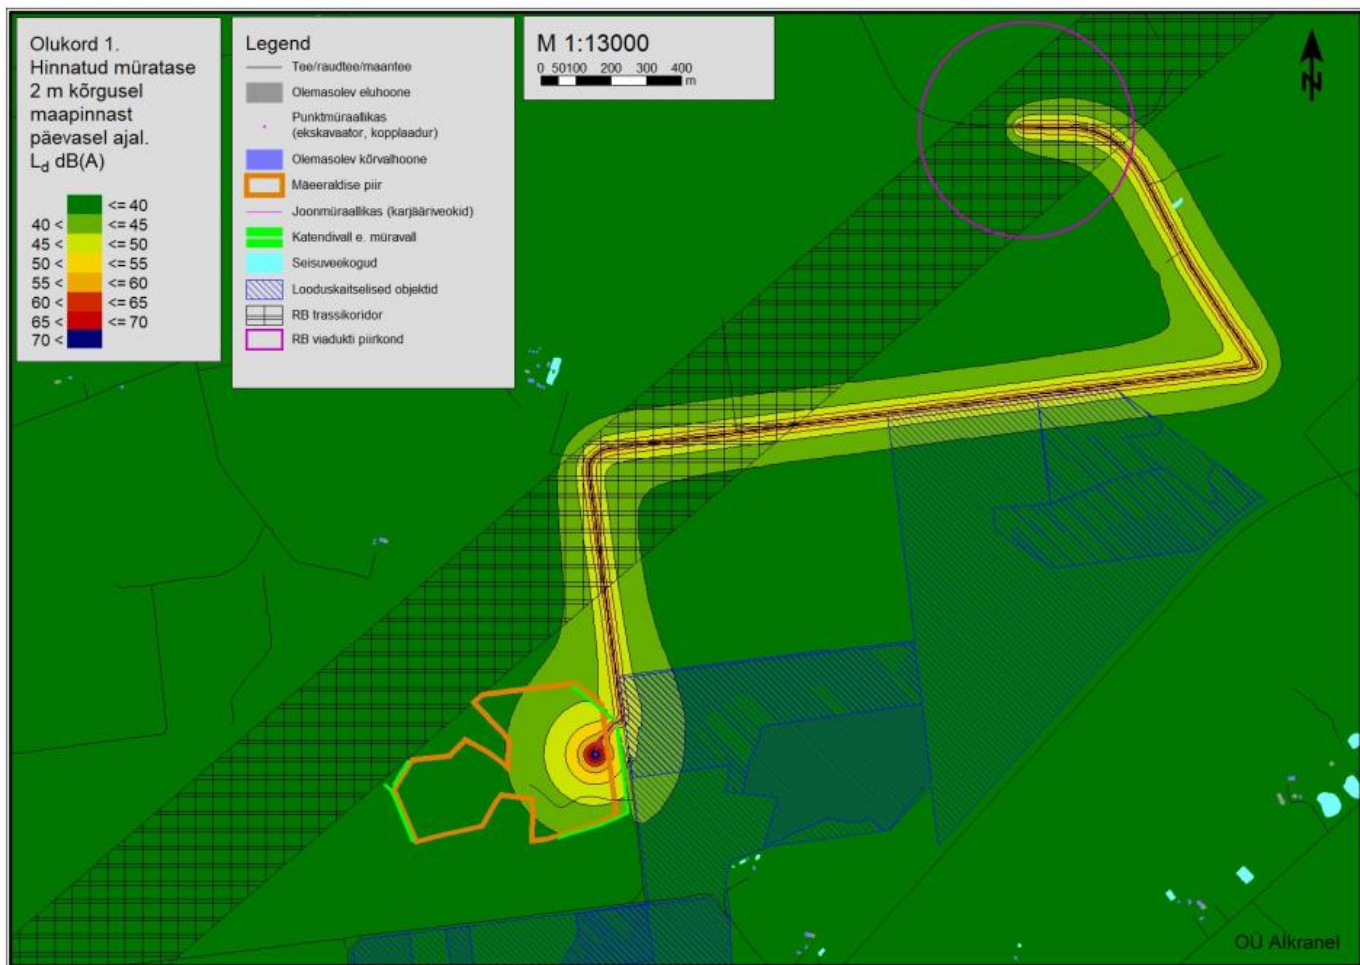 Olukord 1.
Hinnatud müratase
2 m kõrgusel
maapinnast
päevasel ajal.
Ld dB(A)
<= 40
40 < <= 45
45 < <= 50
50 < <= 55
55 < <= 60
60 < <= 65
65 < <= 70
70 <
Legend
Tee/raudtee/maantee
Olemasolev eluhoone
Punktmüraallikas
(ekskavaator, kopplaadur)
Olemasolev kõrvalhoone
Mäeeraldise piir
Joonmüraallikas (karjääriveokid)
Katendivall e. müravall
Seisuveekogud
Looduskaitselised objektid
RB trassikoridor
RB viadukti piirkond
M 1:13000
0 50100 200 300 400
m
N
OÜ Alkranel